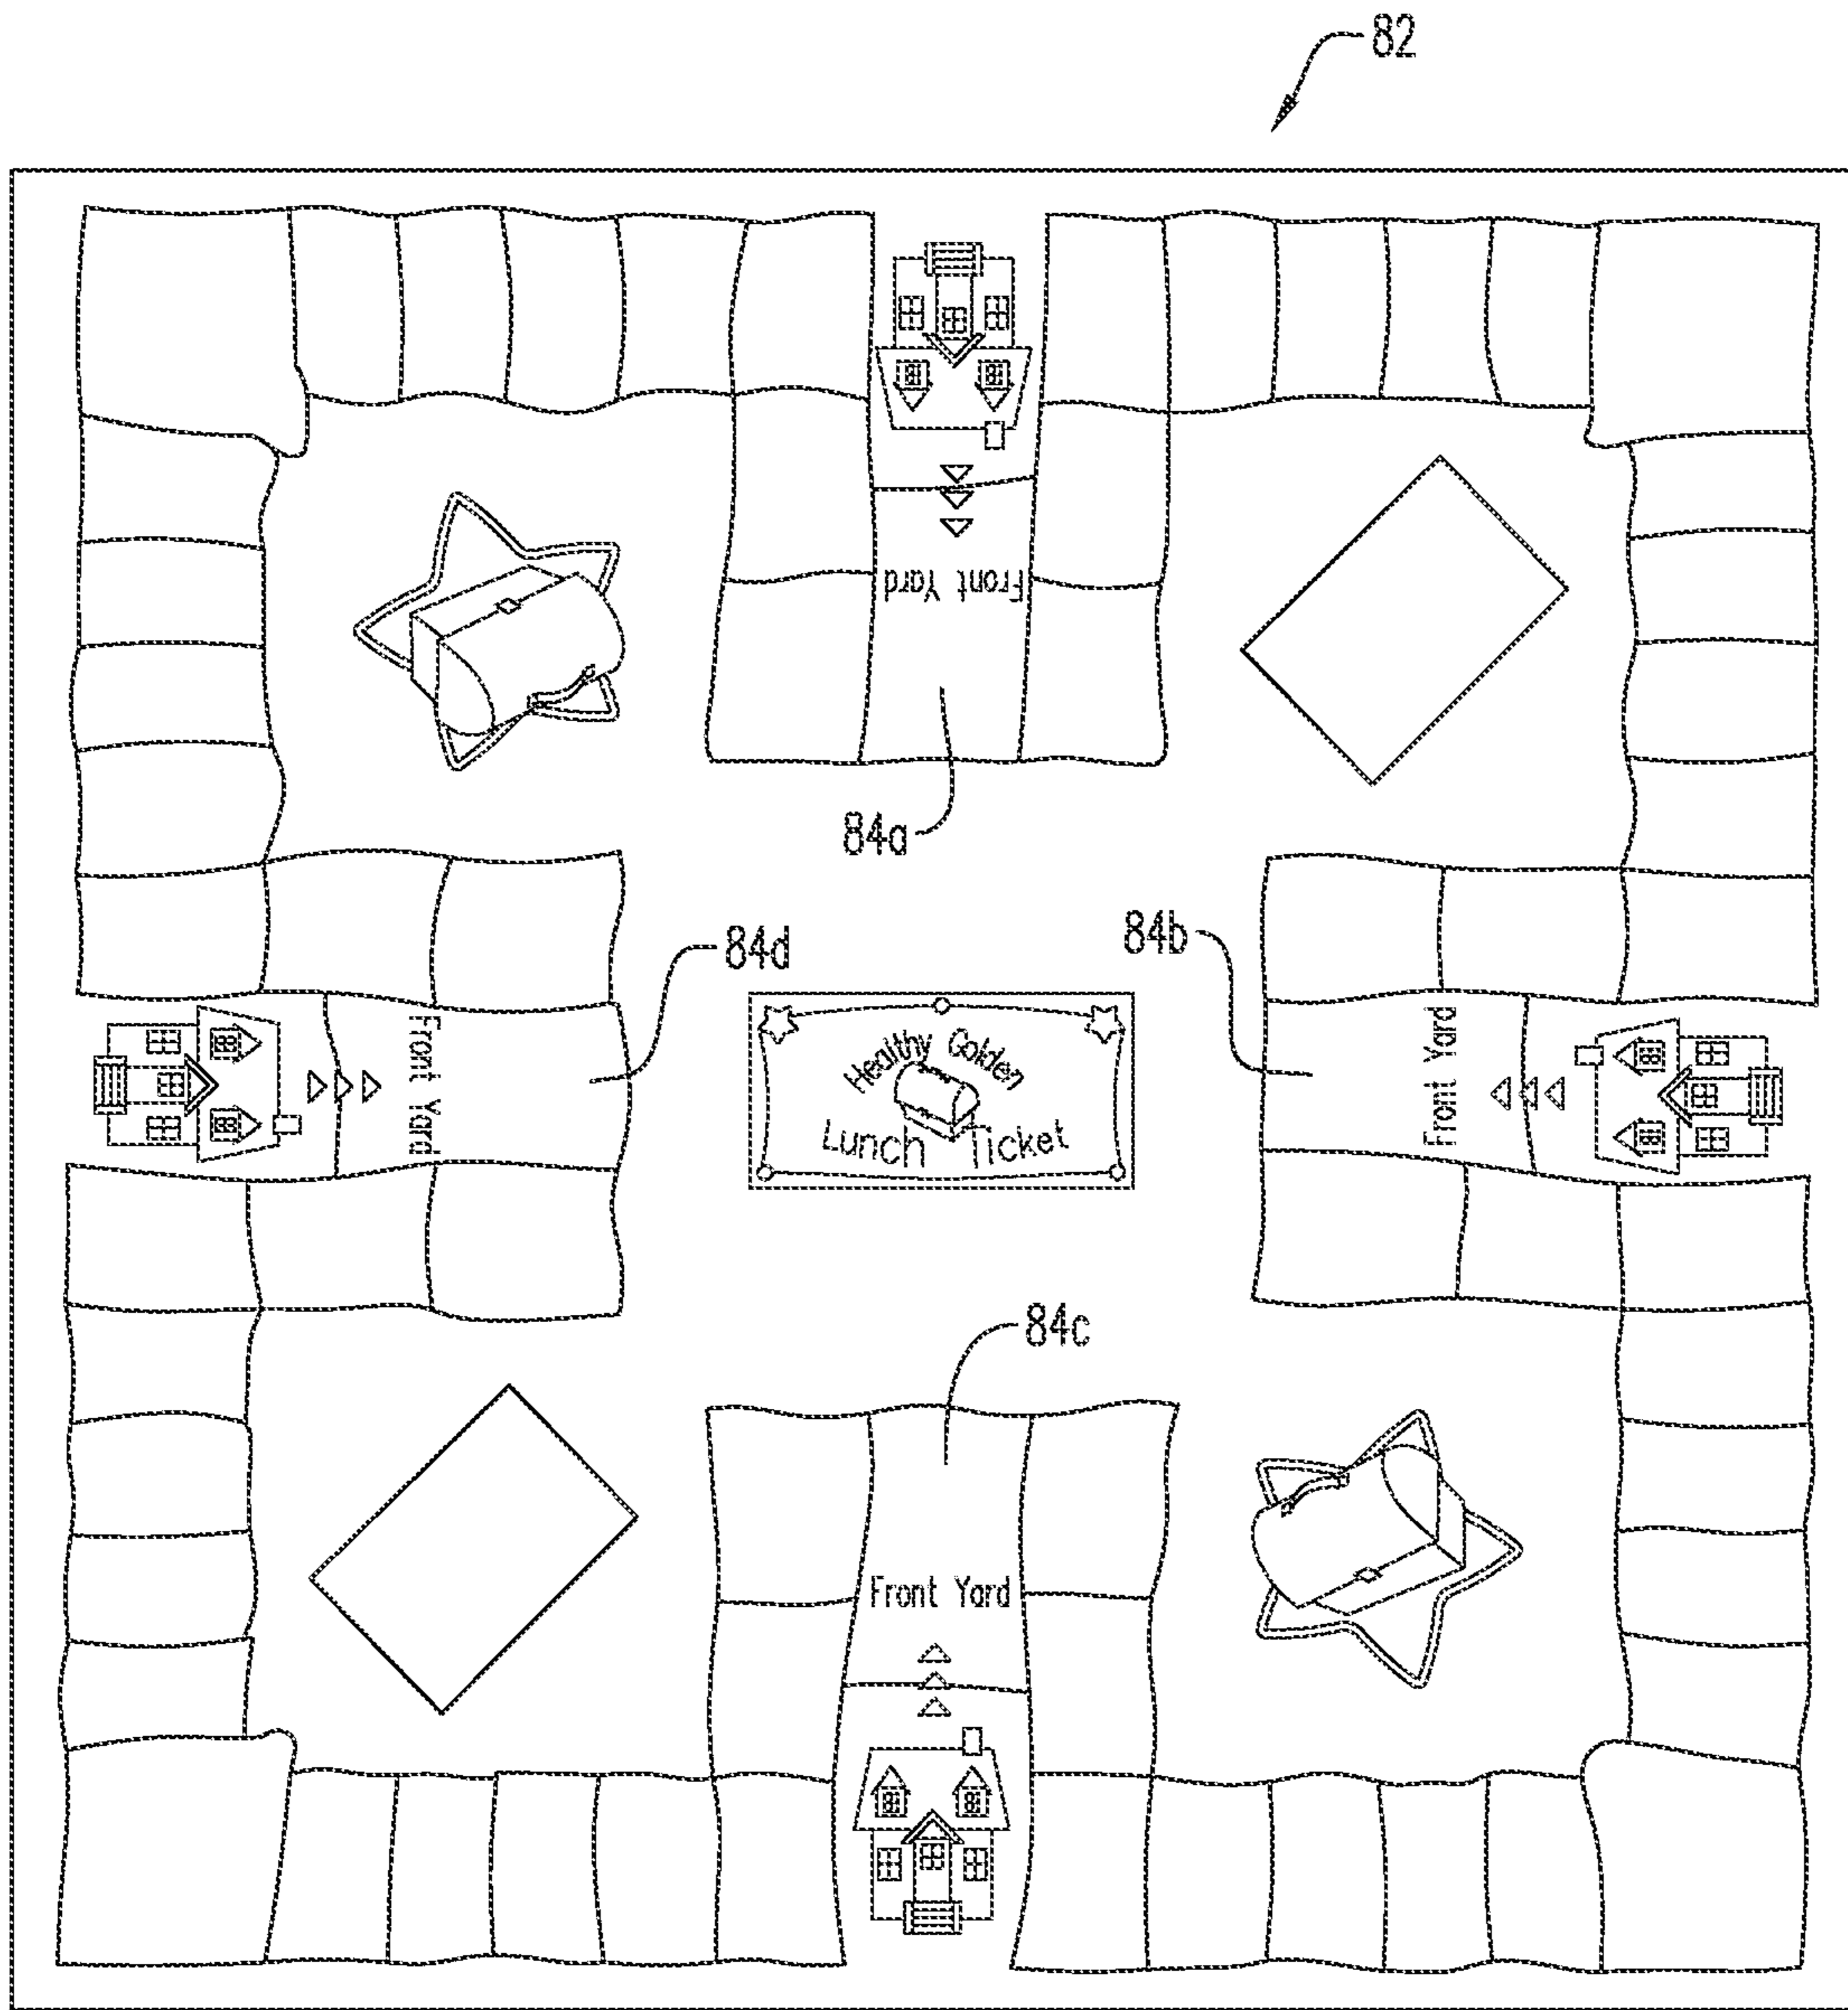 82
Front Yard
84a
84d
84b
Front Yard
Healthy Golden
Front Yard
Lunch Ticket
84c
Front Yard